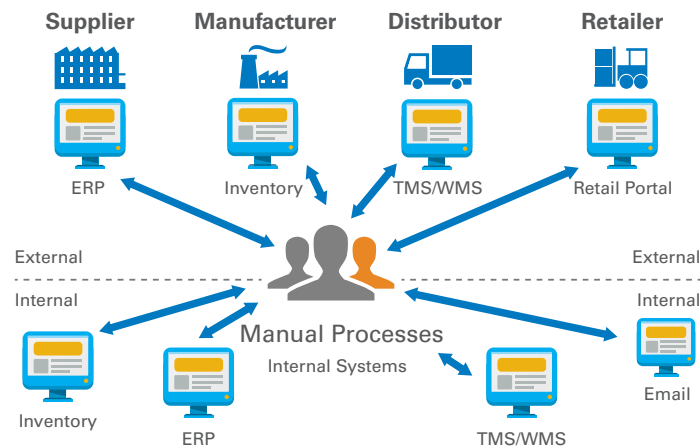 Supplier
Manufacturer
Distributor
Retailer
ERP
Inventory
TMS/WMS
Retail Portal
External
External
Internal
Internal
Manual Processes
Internal Systems
Inventory
ERP
TMS/WMS
Email